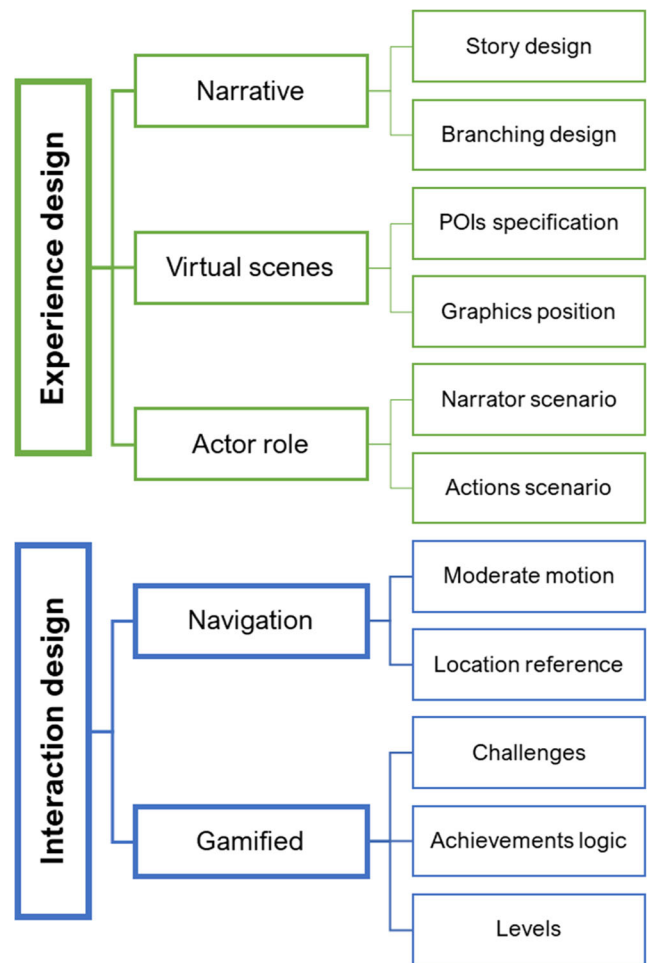 Experience design
Narrative
Story design
Branching design
Virtual scenes
POIs specification
Graphics position
Actor role
Narrator scenario
Actions scenario
Interaction design
Navigation
Moderate motion
Location reference
Gamified
Challenges
Achievements logic
Levels